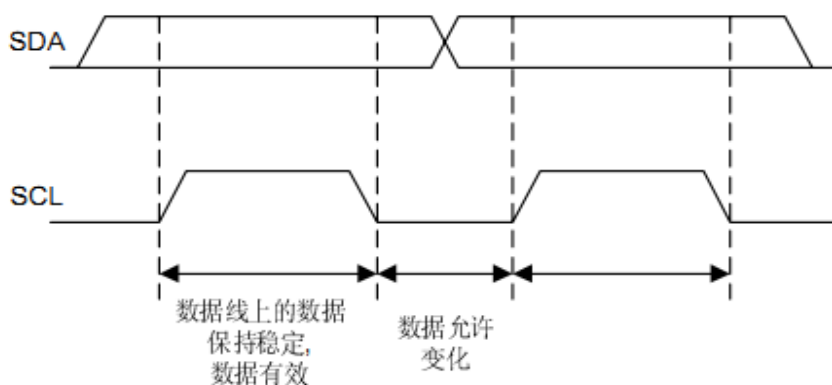 SDA
SCL
数据线上的数据
保持稳定,
数据有效
数据允许
变化